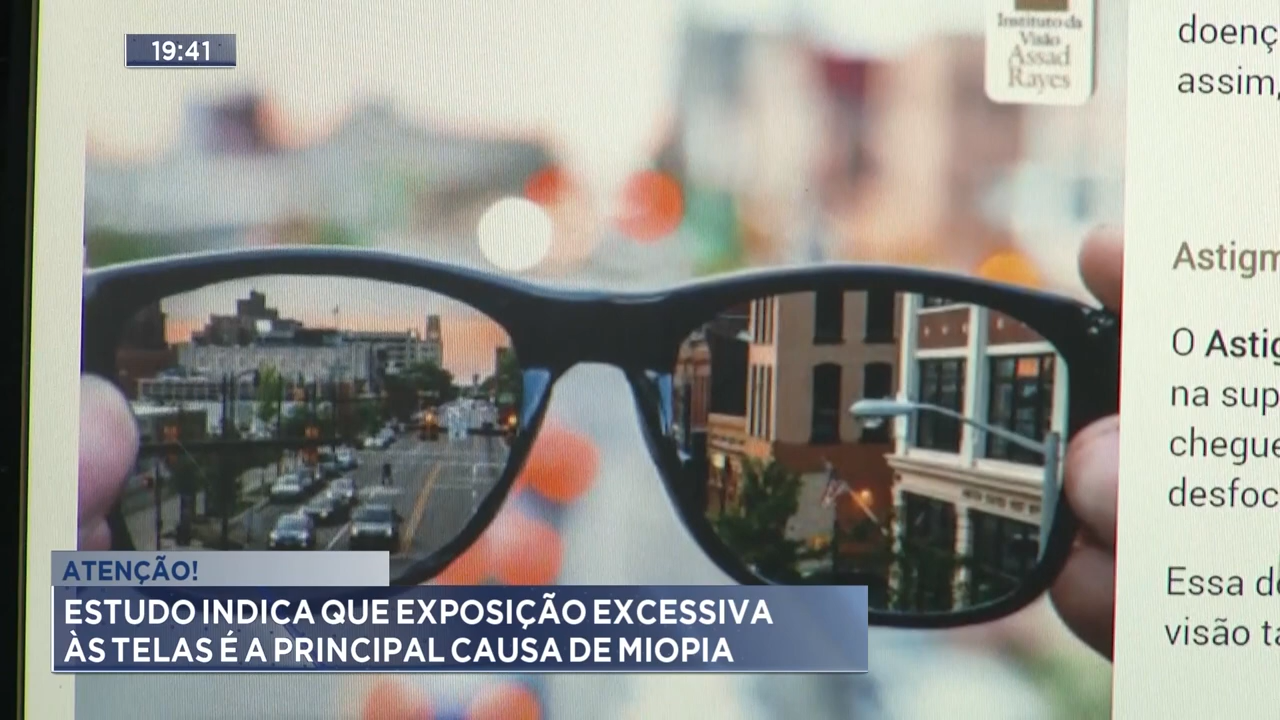 19:41
Instituto da
Visão
Assad
Rayes
doenç
assim,
Astigm
O Astig
na sup
chegue
desfoc
Essa d
visão ta
ATENÇÃO!
ESTUDO INDICA QUE EXPOSIÇÃO EXCESSIVA
ÀS TELAS É A PRINCIPAL CAUSA DE MIOPIA